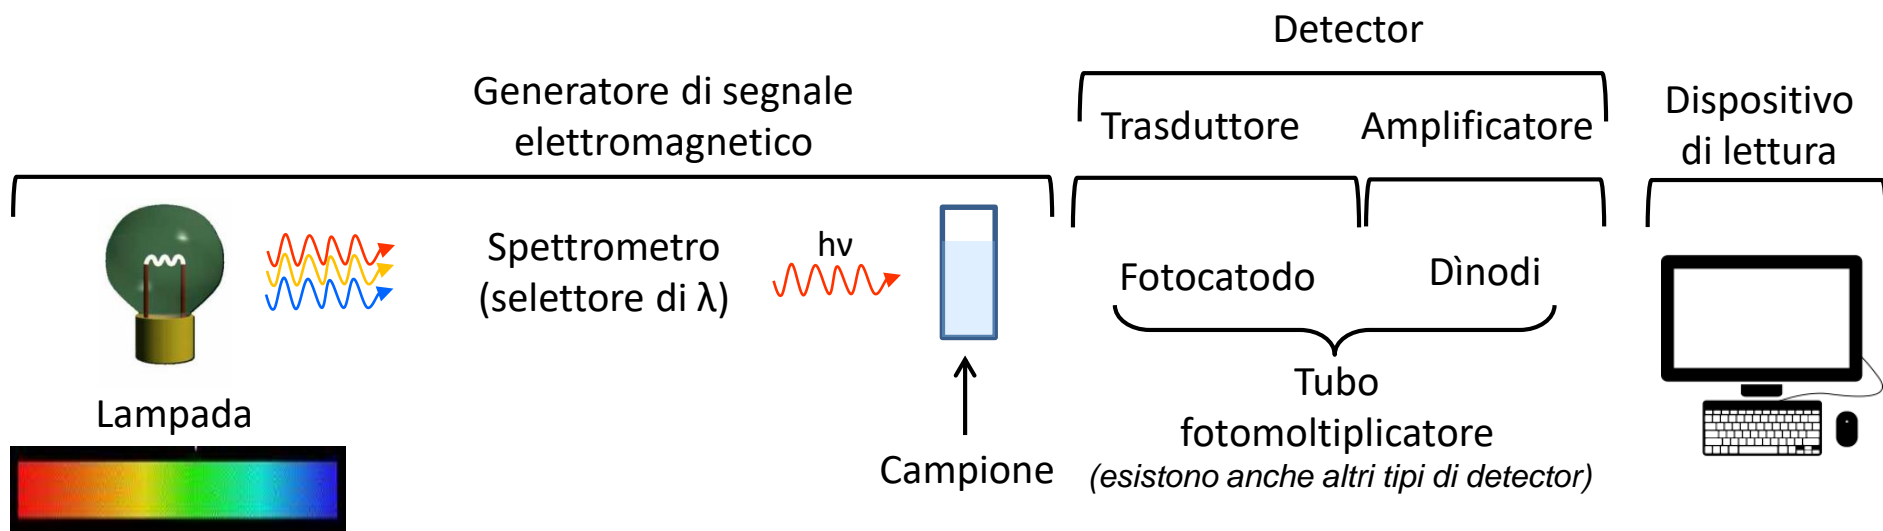 Detector
Generatore di segnale
elettromagnetico
Trasduttore
Amplificatore
Dispositivo
di lettura
Spettrometro
(selettore di λ)
hν
Fotocatodo
Dìnodi
Lampada
Campione
Tubo
fotomoltiplicatore
(esistono anche altri tipi di detector)